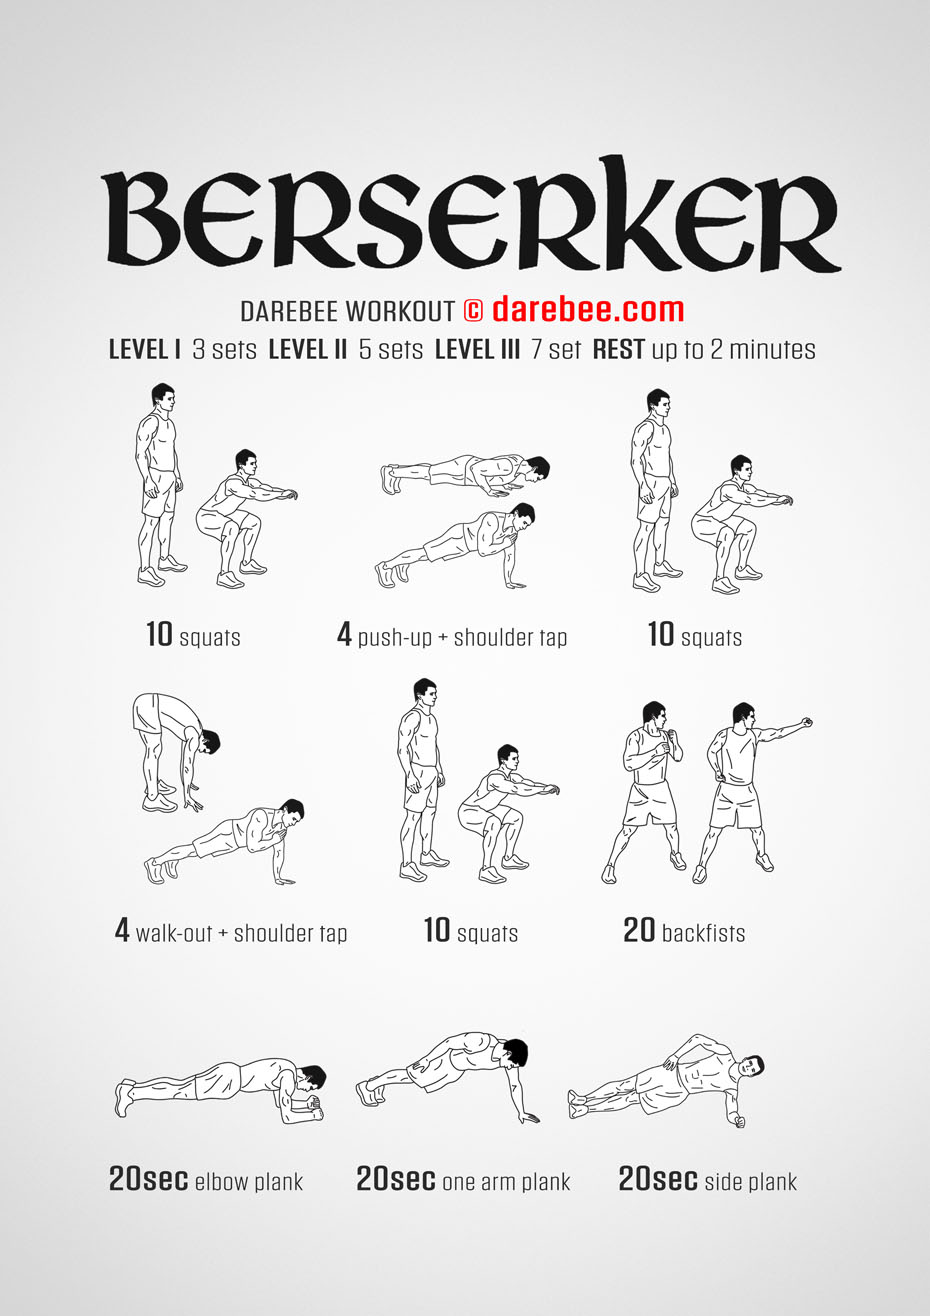 BERSERKER
DAREBEE WORKOUT © darebee.com
LEVEL I 3 sets LEVEL II 5 sets LEVEL III 7 set REST up to 2 minutes
10 squats
4 push-up + shoulder tap
10 squats
4 walk-out + shoulder tap
10 squats
20 backfists
20sec elbow plank
20sec one arm plank
20sec side plank